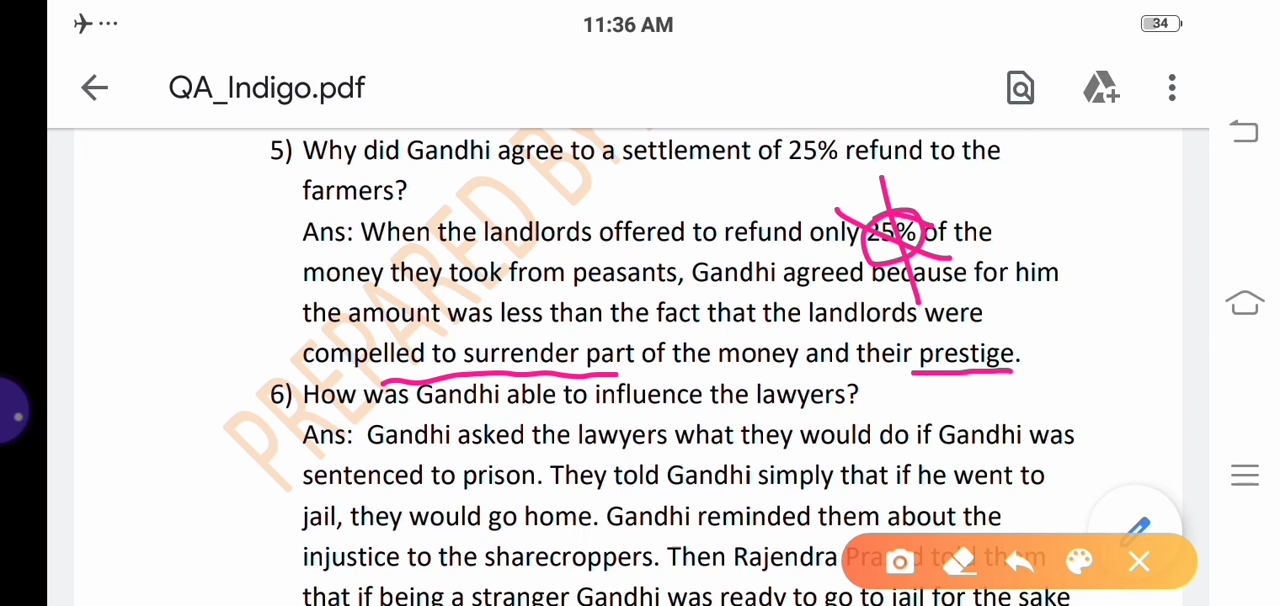 11:36 AM
34
QA_Indigo.pdf
PREPARED BY
5) Why did Gandhi agree to a settlement of 25% refund to the
farmers?
Ans: When the landlords offered to refund only 25% of the
money they took from peasants, Gandhi agreed because for him
the amount was less than the fact that the landlords were
compelled to surrender part of the money and their prestige.
6) How was Gandhi able to influence the lawyers?
Ans: Gandhi asked the lawyers what they would do if Gandhi was
sentenced to prison. They told Gandhi simply that if he went to
jail, they would go home. Gandhi reminded them about the
injustice to the sharecroppers. Then Rajendra Prasad told them
that if being a stranger Gandhi was ready to go to jail for the sake